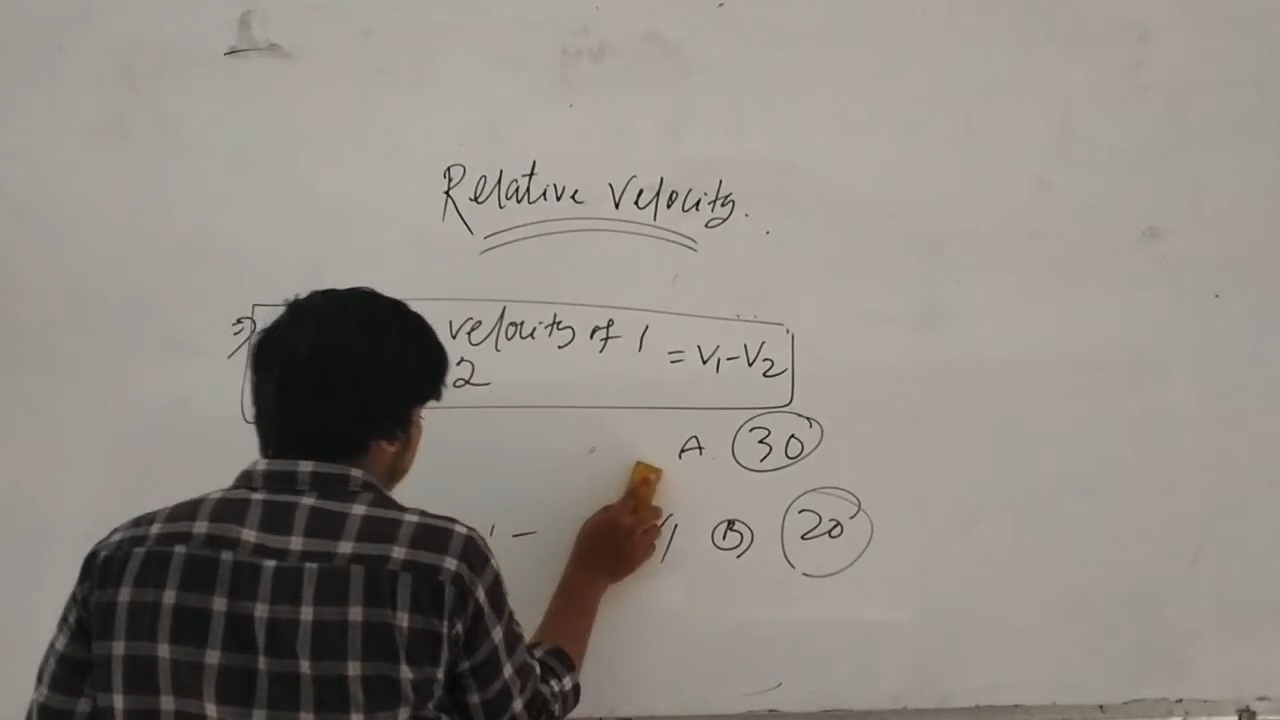 Relative Velocity.
⇒ velocity of 1
2 = V₁-V₂
A. 30
B 20